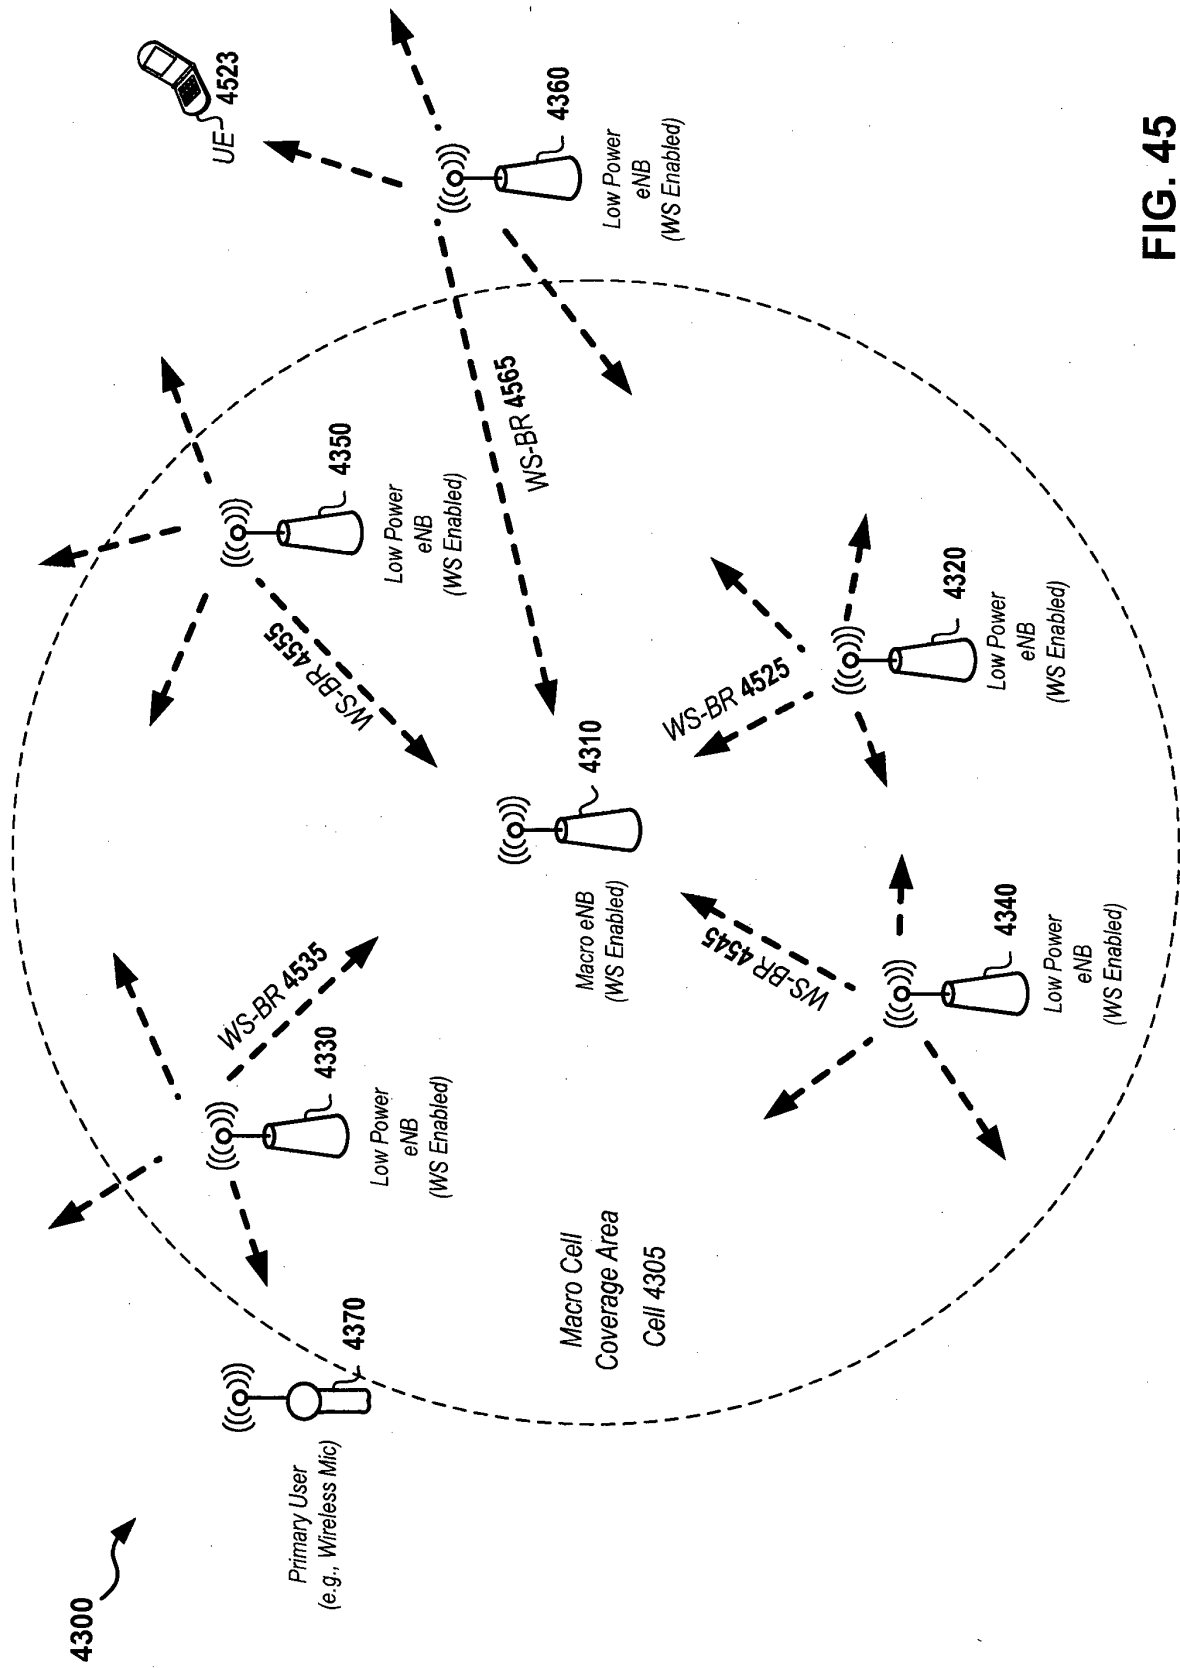 4300
Primary User
(e.g., Wireless Mic)
4370
4330
Low Power
eNB
(WS Enabled)
WS-BR 4535
WS-BR 4555
4350
Low Power
eNB
(WS Enabled)
UE
4523
4360
Low Power
eNB
(WS Enabled)
WS-BR 4565
4310
Macro eNB
(WS Enabled)
Macro Cell
Coverage Area
Cell 4305
WS-BR 4545
4340
Low Power
eNB
(WS Enabled)
WS-BR 4525
4320
Low Power
eNB
(WS Enabled)
FIG. 45